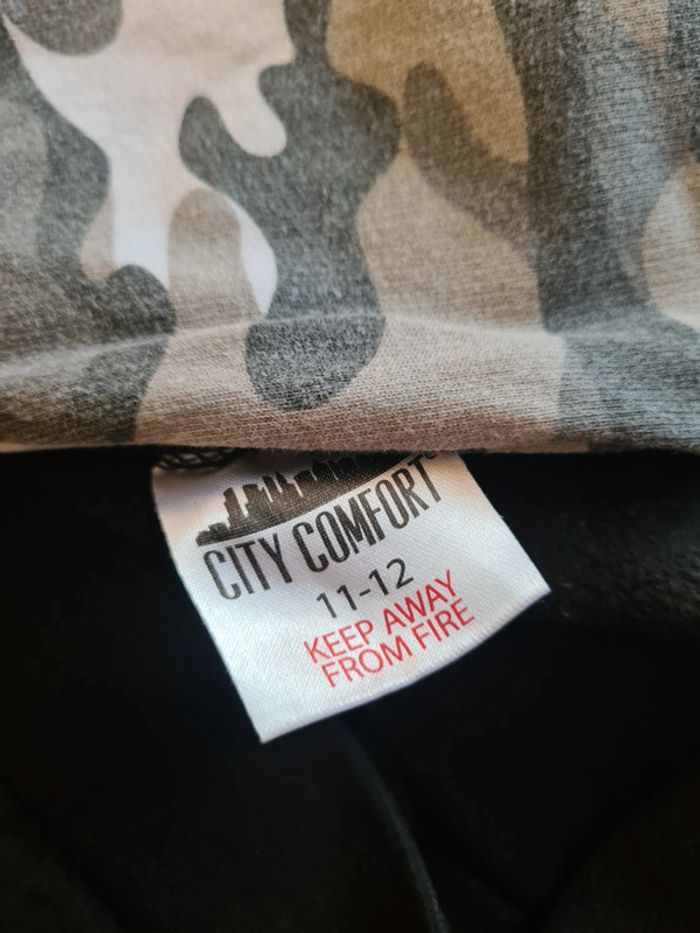 CITY COMFORT
11-12
KEEP AWAY
FROM FIRE